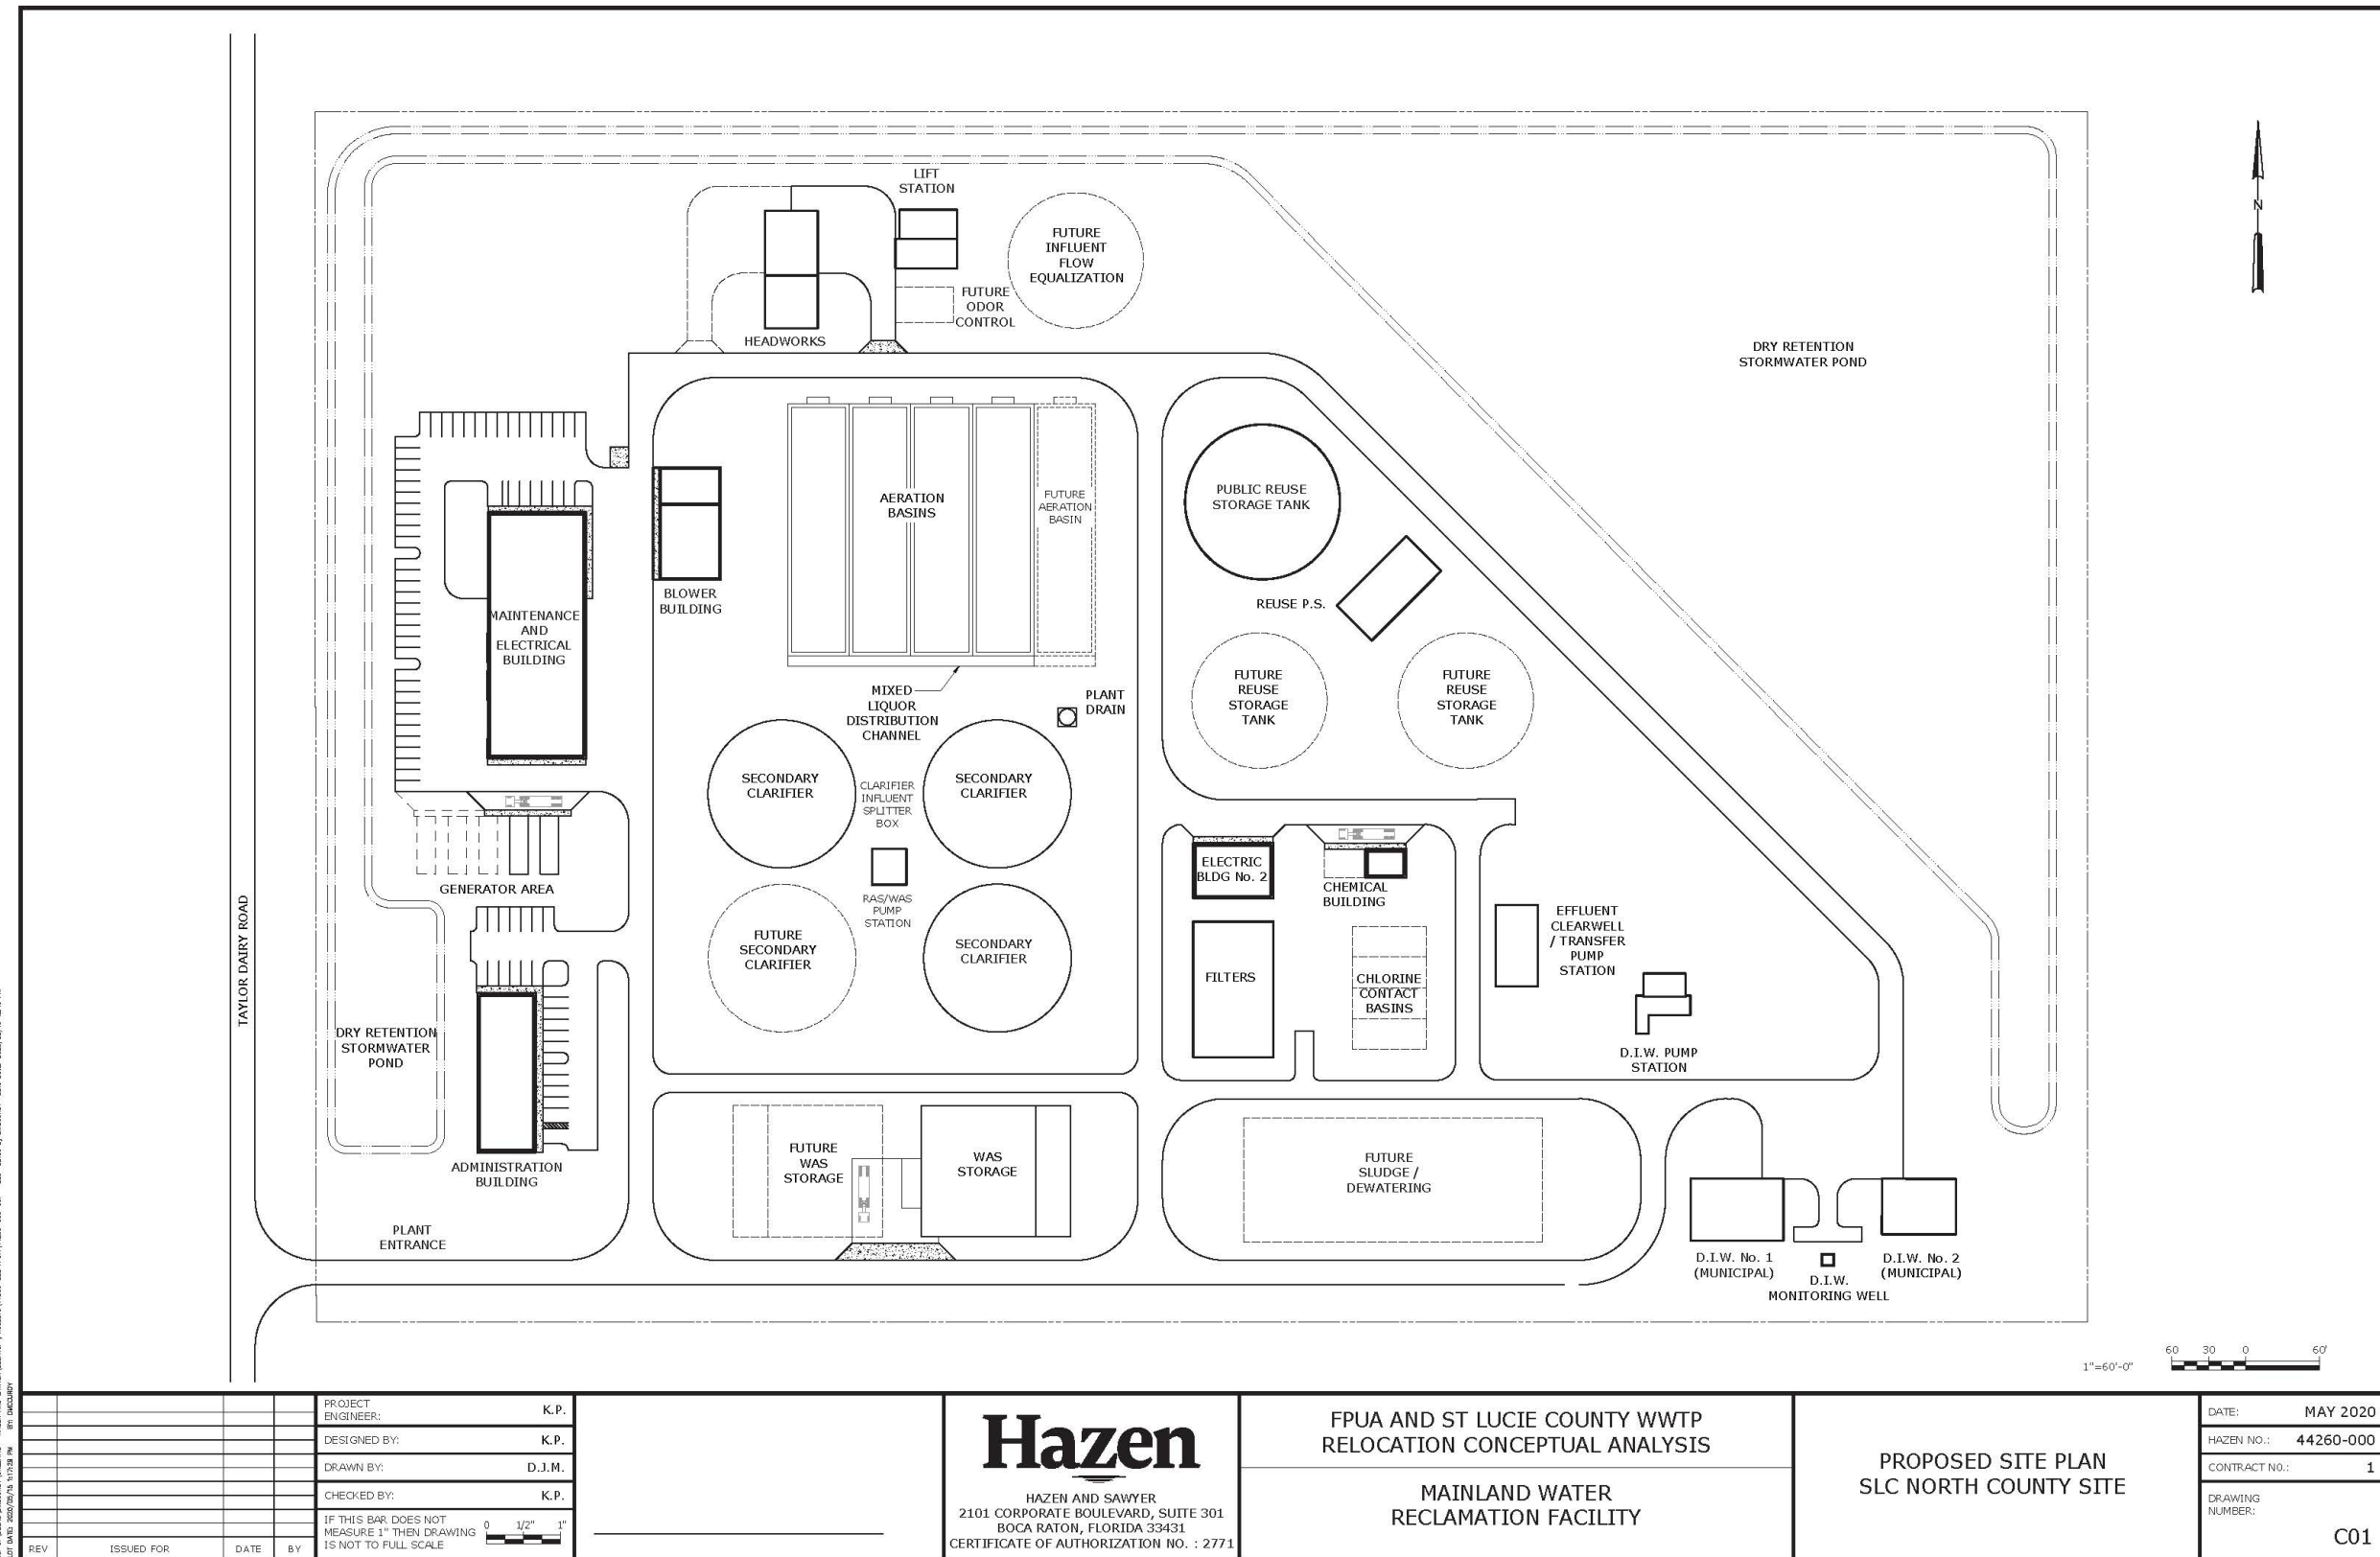 LIFT
STATION
FUTURE
INFLUENT
FLOW
EQUALIZATION
N
FUTURE
ODOR
CONTROL
HEADWORKS
DRY RETENTION
STORMWATER POND
AERATION
BASINS
FUTURE
AERATION
BASIN
PUBLIC REUSE
STORAGE TANK
BLOWER
BUILDING
REUSE P.S.
MAINTENANCE
AND
ELECTRICAL
BUILDING
MIXED
LIQUOR
DISTRIBUTION
CHANNEL
PLANT
DRAIN
FUTURE
REUSE
STORAGE
TANK
FUTURE
REUSE
STORAGE
TANK
SECONDARY
CLARIFIER
CLARIFIER
INFLUENT
SPLITTER
BOX
SECONDARY
CLARIFIER
GENERATOR AREA
ELECTRIC
BLDG No. 2
CHEMICAL
BUILDING
RAS/WAS
PUMP
STATION
FUTURE
SECONDARY
CLARIFIER
SECONDARY
CLARIFIER
EFFLUENT
CLEARWELL
/ TRANSFER
PUMP
STATION
TAYLOR DAIRY ROAD
FILTERS
CHLORINE
CONTACT
BASINS
DRY RETENTION
STORMWATER
POND
D.I.W. PUMP
STATION
ADMINISTRATION
BUILDING
FUTURE
WAS
STORAGE
WAS
STORAGE
FUTURE
SLUDGE /
DEWATERING
PLANT
ENTRANCE
D.I.W. No. 1
(MUNICIPAL)
D.I.W.
MONITORING WELL
D.I.W. No. 2
(MUNICIPAL)
1"=60'-0"
60 30 0 60'
REV ISSUED FOR DATE BY
PROJECT
ENGINEER: K.P.
DESIGNED BY: K.P.
DRAWN BY: D.J.M.
CHECKED BY: K.P.
IF THIS BAR DOES NOT
MEASURE 1" THEN DRAWING
IS NOT TO FULL SCALE
0 1/2" 1"
Hazen
HAZEN AND SAWYER
2101 CORPORATE BOULEVARD, SUITE 301
BOCA RATON, FLORIDA 33431
CERTIFICATE OF AUTHORIZATION NO. : 2771
FPUA AND ST LUCIE COUNTY WWTP
RELOCATION CONCEPTUAL ANALYSIS
MAINLAND WATER
RECLAMATION FACILITY
PROPOSED SITE PLAN
SLC NORTH COUNTY SITE
DATE: MAY 2020
HAZEN NO.: 44260-000
CONTRACT NO.: 1
DRAWING
NUMBER:
C01